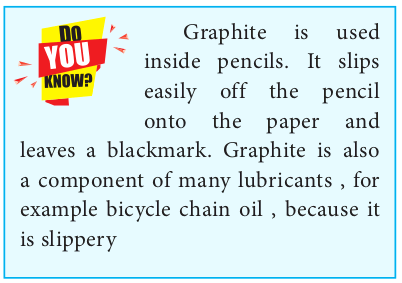 DO
YOU
KNOW?
Graphite is used
inside pencils. It slips
easily off the pencil
onto the paper and
leaves a blackmark. Graphite is also
a component of many lubricants , for
example bicycle chain oil , because it
is slippery